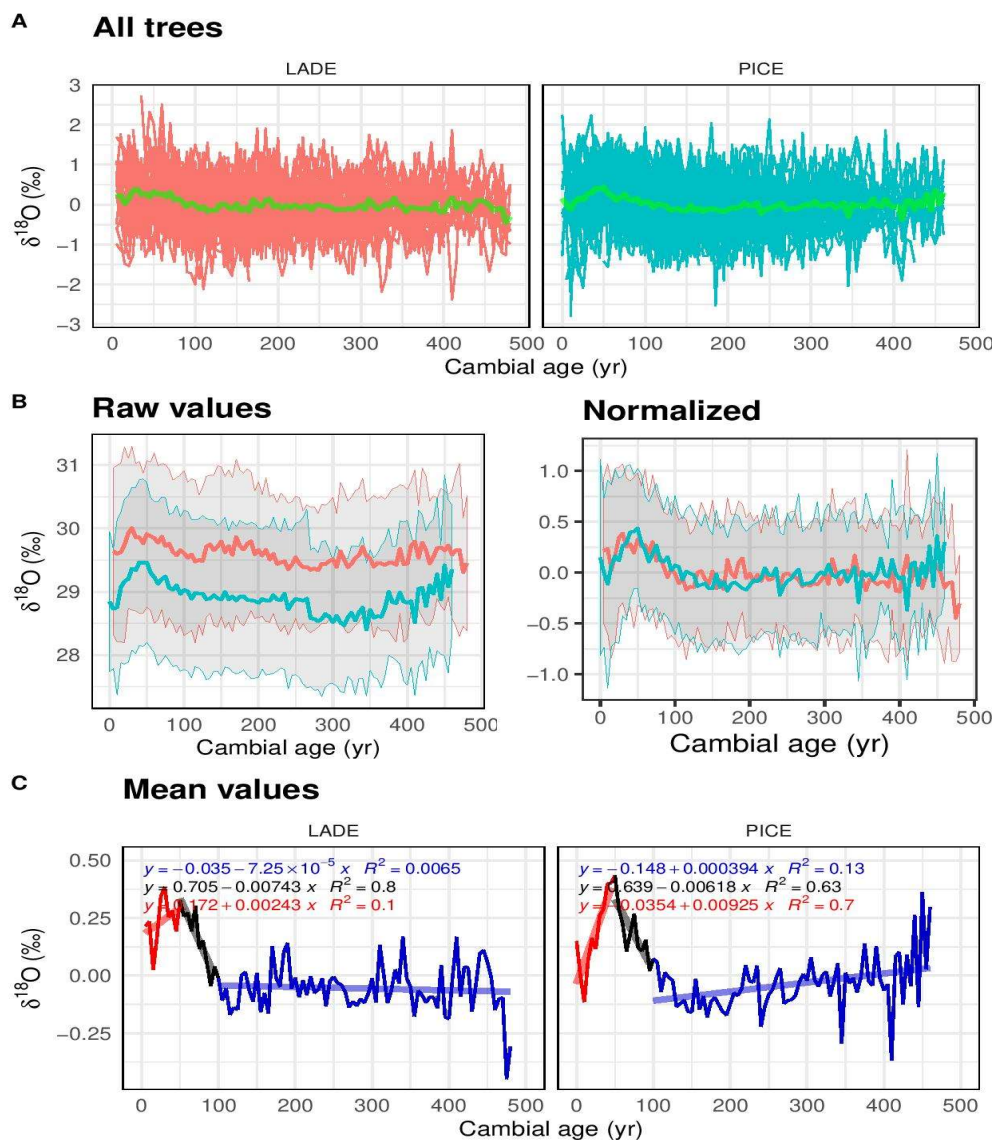 A
All trees
LADE PICE
3
2
1
0
−1
−2
−3
δ¹⁸O (‰)
0 100 200 300 400 500 0 100 200 300 400 500
Cambial age (yr)
B
Raw values Normalized
31
30
29
28
δ¹⁸O (‰)
1.0
0.5
0.0
−0.5
−1.0
0 100 200 300 400 500 0 100 200 300 400 500
Cambial age (yr) Cambial age (yr)
C
Mean values
LADE PICE
y = −0.035 − 7.25 × 10⁻⁵ x R² = 0.0065
y = 0.705 − 0.00743 x R² = 0.8
172 + 0.00243 x R² = 0.1
y = −0.148 + 0.000394 x R² = 0.13
639 − 0.00618 x R² = 0.63
0.0354 + 0.00925 x R² = 0.7
0.50
0.25
0.00
−0.25
δ¹⁸O (‰)
0 100 200 300 400 500 0 100 200 300 400 500
Cambial age (yr)